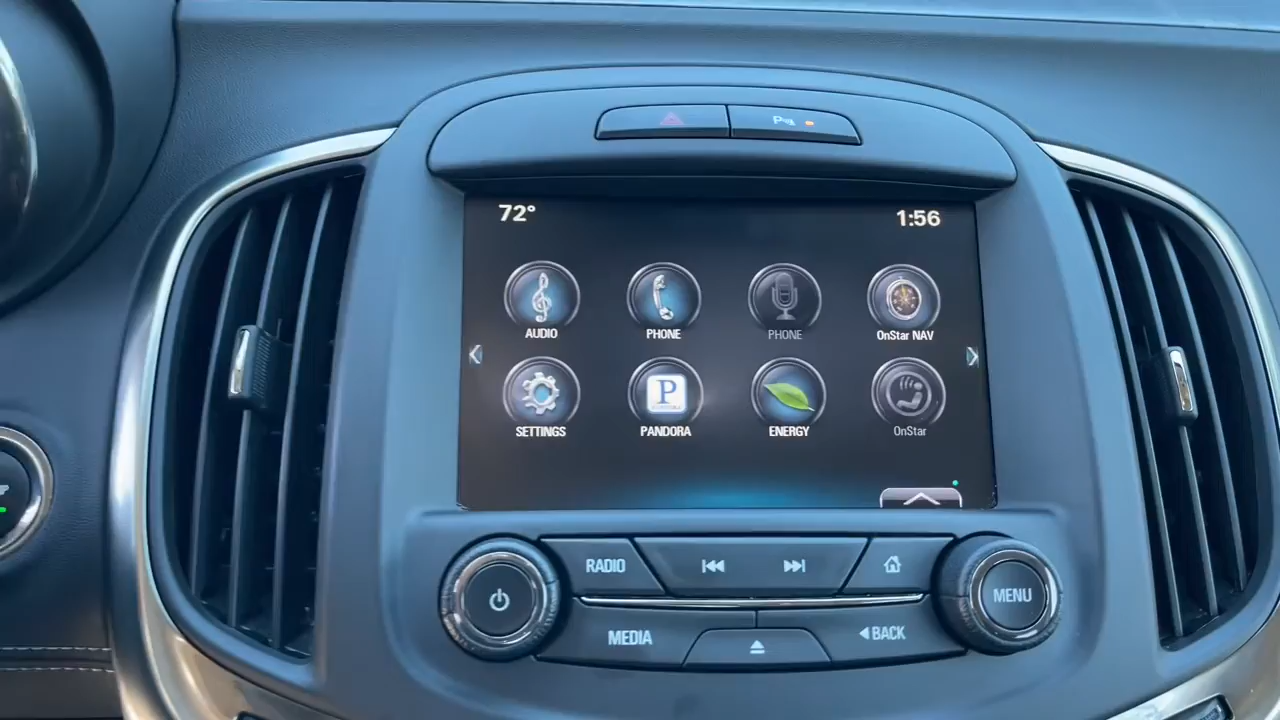 P
72°
1:56
AUDIO
PHONE
PHONE
OnStar NAV
SETTINGS
P
PANDORA
ENERGY
OnStar
RADIO
MENU
MEDIA
BACK